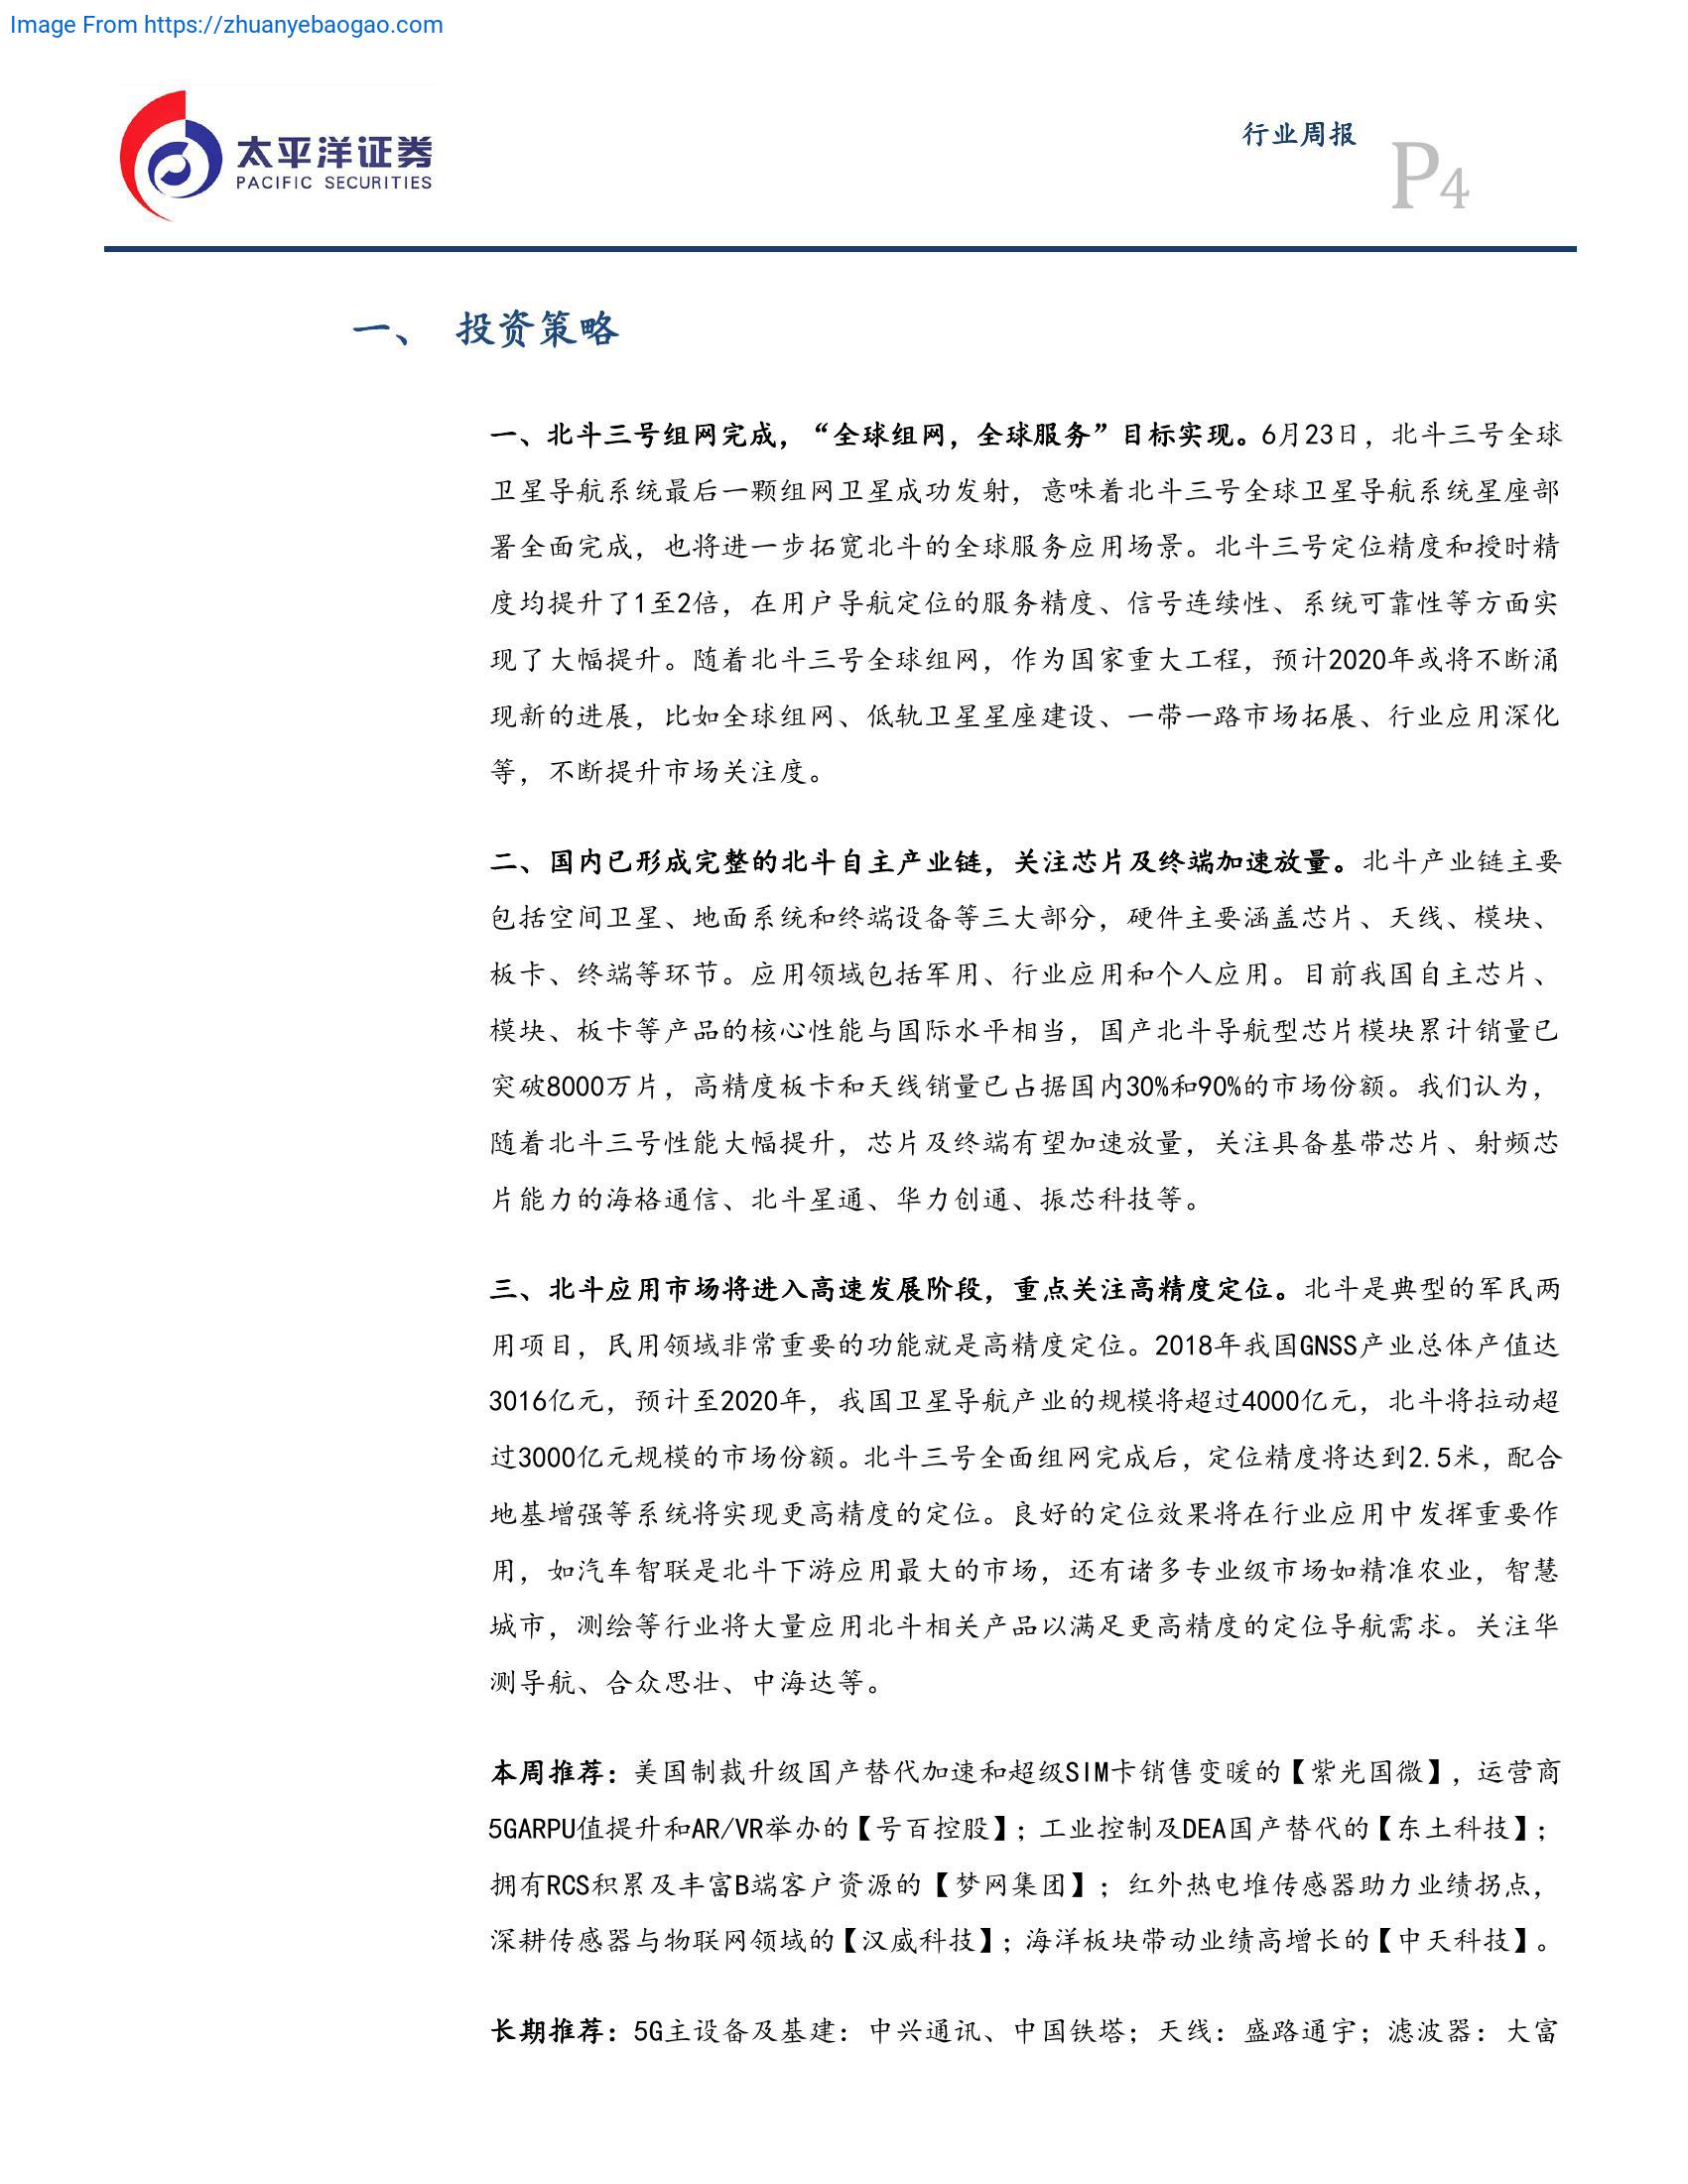 Image From https://zhuanyebaogao.com
太平洋证券
PACIFIC SECURITIES
行业周报
P4
一、 投资策略
一、北斗三号组网完成，“全球组网，全球服务”目标实现。6月23日，北斗三号全球
卫星导航系统最后一颗组网卫星成功发射，意味着北斗三号全球卫星导航系统星座部
署全面完成，也将进一步拓宽北斗的全球服务应用场景。北斗三号定位精度和授时精
度均提升了1至2倍，在用户导航定位的服务精度、信号连续性、系统可靠性等方面实
现了大幅提升。随着北斗三号全球组网，作为国家重大工程，预计2020年或将不断涌
现新的进展，比如全球组网、低轨卫星星座建设、一带一路市场拓展、行业应用深化
等，不断提升市场关注度。
二、国内已形成完整的北斗自主产业链，关注芯片及终端加速放量。北斗产业链主要
包括空间卫星、地面系统和终端设备等三大部分，硬件主要涵盖芯片、天线、模块、
板卡、终端等环节。应用领域包括军用、行业应用和个人应用。目前我国自主芯片、
模块、板卡等产品的核心性能与国际水平相当，国产北斗导航型芯片模块累计销量已
突破8000万片，高精度板卡和天线销量已占据国内30%和90%的市场份额。我们认为，
随着北斗三号性能大幅提升，芯片及终端有望加速放量，关注具备基带芯片、射频芯
片能力的海格通信、北斗星通、华力创通、振芯科技等。
三、北斗应用市场将进入高速发展阶段，重点关注高精度定位。北斗是典型的军民两
用项目，民用领域非常重要的功能就是高精度定位。2018年我国GNSS产业总体产值达
3016亿元，预计至2020年，我国卫星导航产业的规模将超过4000亿元，北斗将拉动超
过3000亿元规模的市场份额。北斗三号全面组网完成后，定位精度将达到2.5米，配合
地基增强等系统将实现更高精度的定位。良好的定位效果将在行业应用中发挥重要作
用，如汽车智联是北斗下游应用最大的市场，还有诸多专业级市场如精准农业，智慧
城市，测绘等行业将大量应用北斗相关产品以满足更高精度的定位导航需求。关注华
测导航、合众思壮、中海达等。
本周推荐：美国制裁升级国产替代加速和超级SIM卡销售变暖的【紫光国微】，运营商
5GARPU值提升和AR/VR举办的【号百控股】；工业控制及DEA国产替代的【东土科技】；
拥有RCS积累及丰富B端客户资源的【梦网集团】；红外热电堆传感器助力业绩拐点，
深耕传感器与物联网领域的【汉威科技】；海洋板块带动业绩高增长的【中天科技】。
长期推荐：5G主设备及基建：中兴通讯、中国铁塔；天线：盛路通宇；滤波器：大富